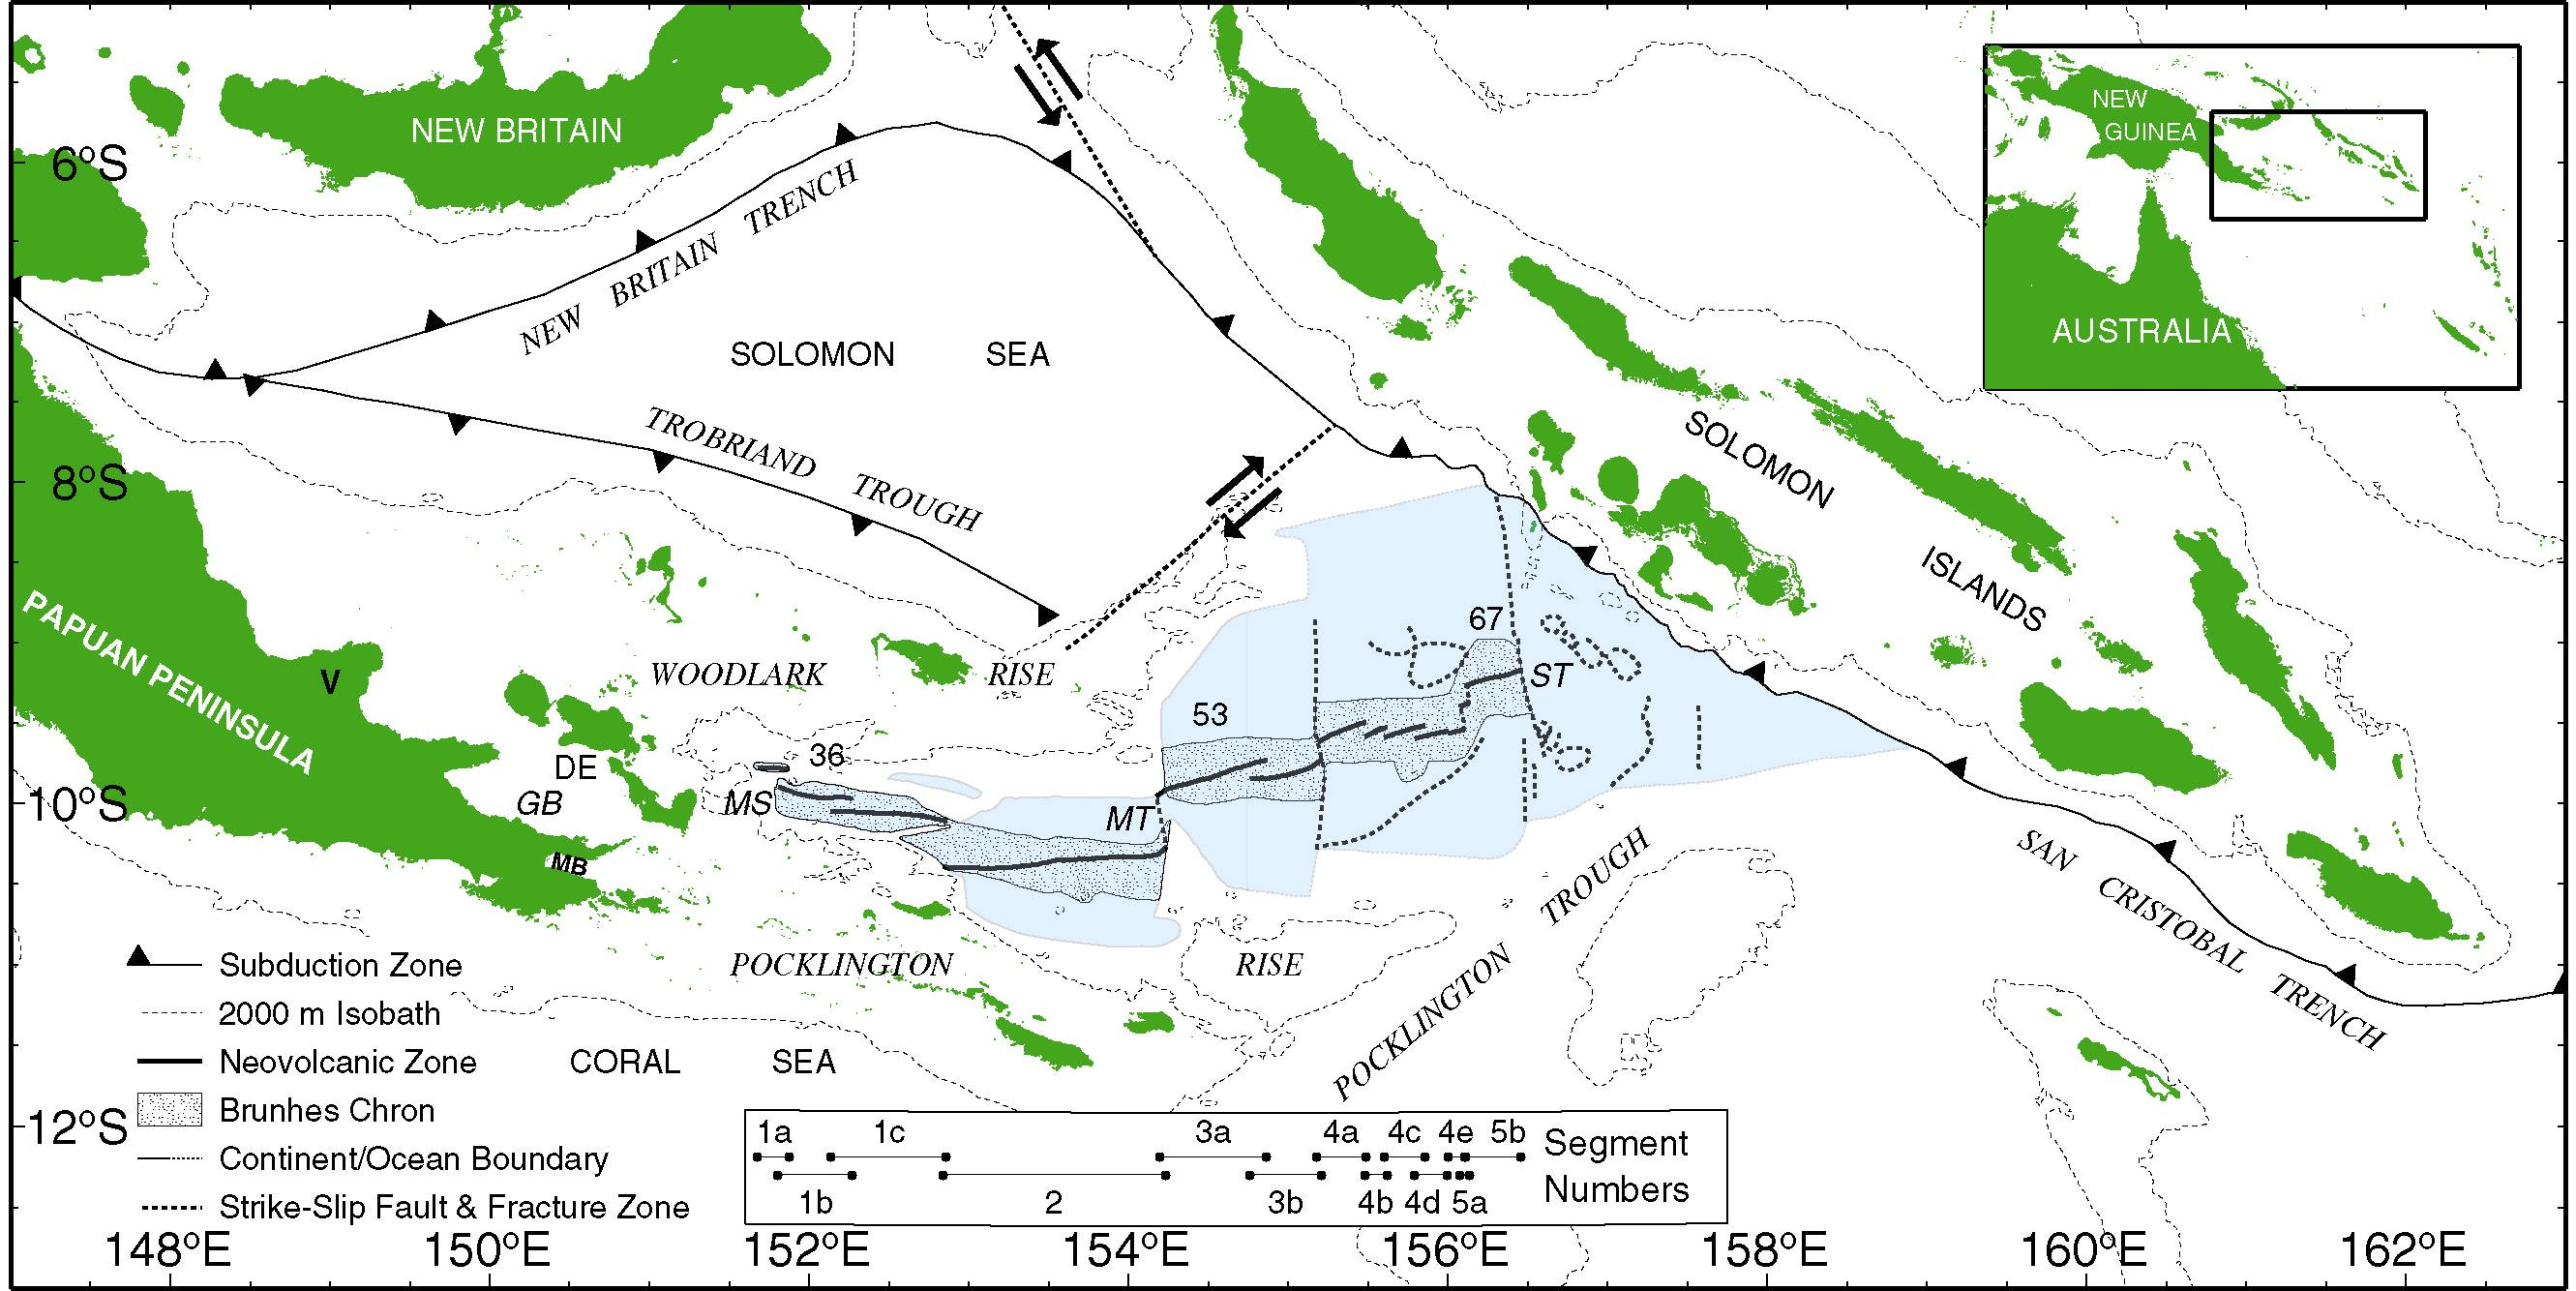 NEW
GUINEA
AUSTRALIA
NEW BRITAIN
6°S
NEW BRITAIN TRENCH
SOLOMON SEA
TROBRIAND TROUGH
SOLOMON
ISLANDS
8°S
PAPUAN PENINSULA
V
WOODLARK RISE
67
ST
53
36
DE
GB
MS
MT
10°S
MB
SAN CRISTOBAL TRENCH
POCKLINGTON TROUGH
POCKLINGTON RISE
Subduction Zone
2000 m Isobath
Neovolcanic Zone
CORAL SEA
Brunhes Chron
12°S
Continent/Ocean Boundary
Strike-Slip Fault & Fracture Zone
1a 1c 3a 4a 4c 4e 5b Segment
1b 2 3b 4b 4d 5a Numbers
148°E 150°E 152°E 154°E 156°E 158°E 160°E 162°E